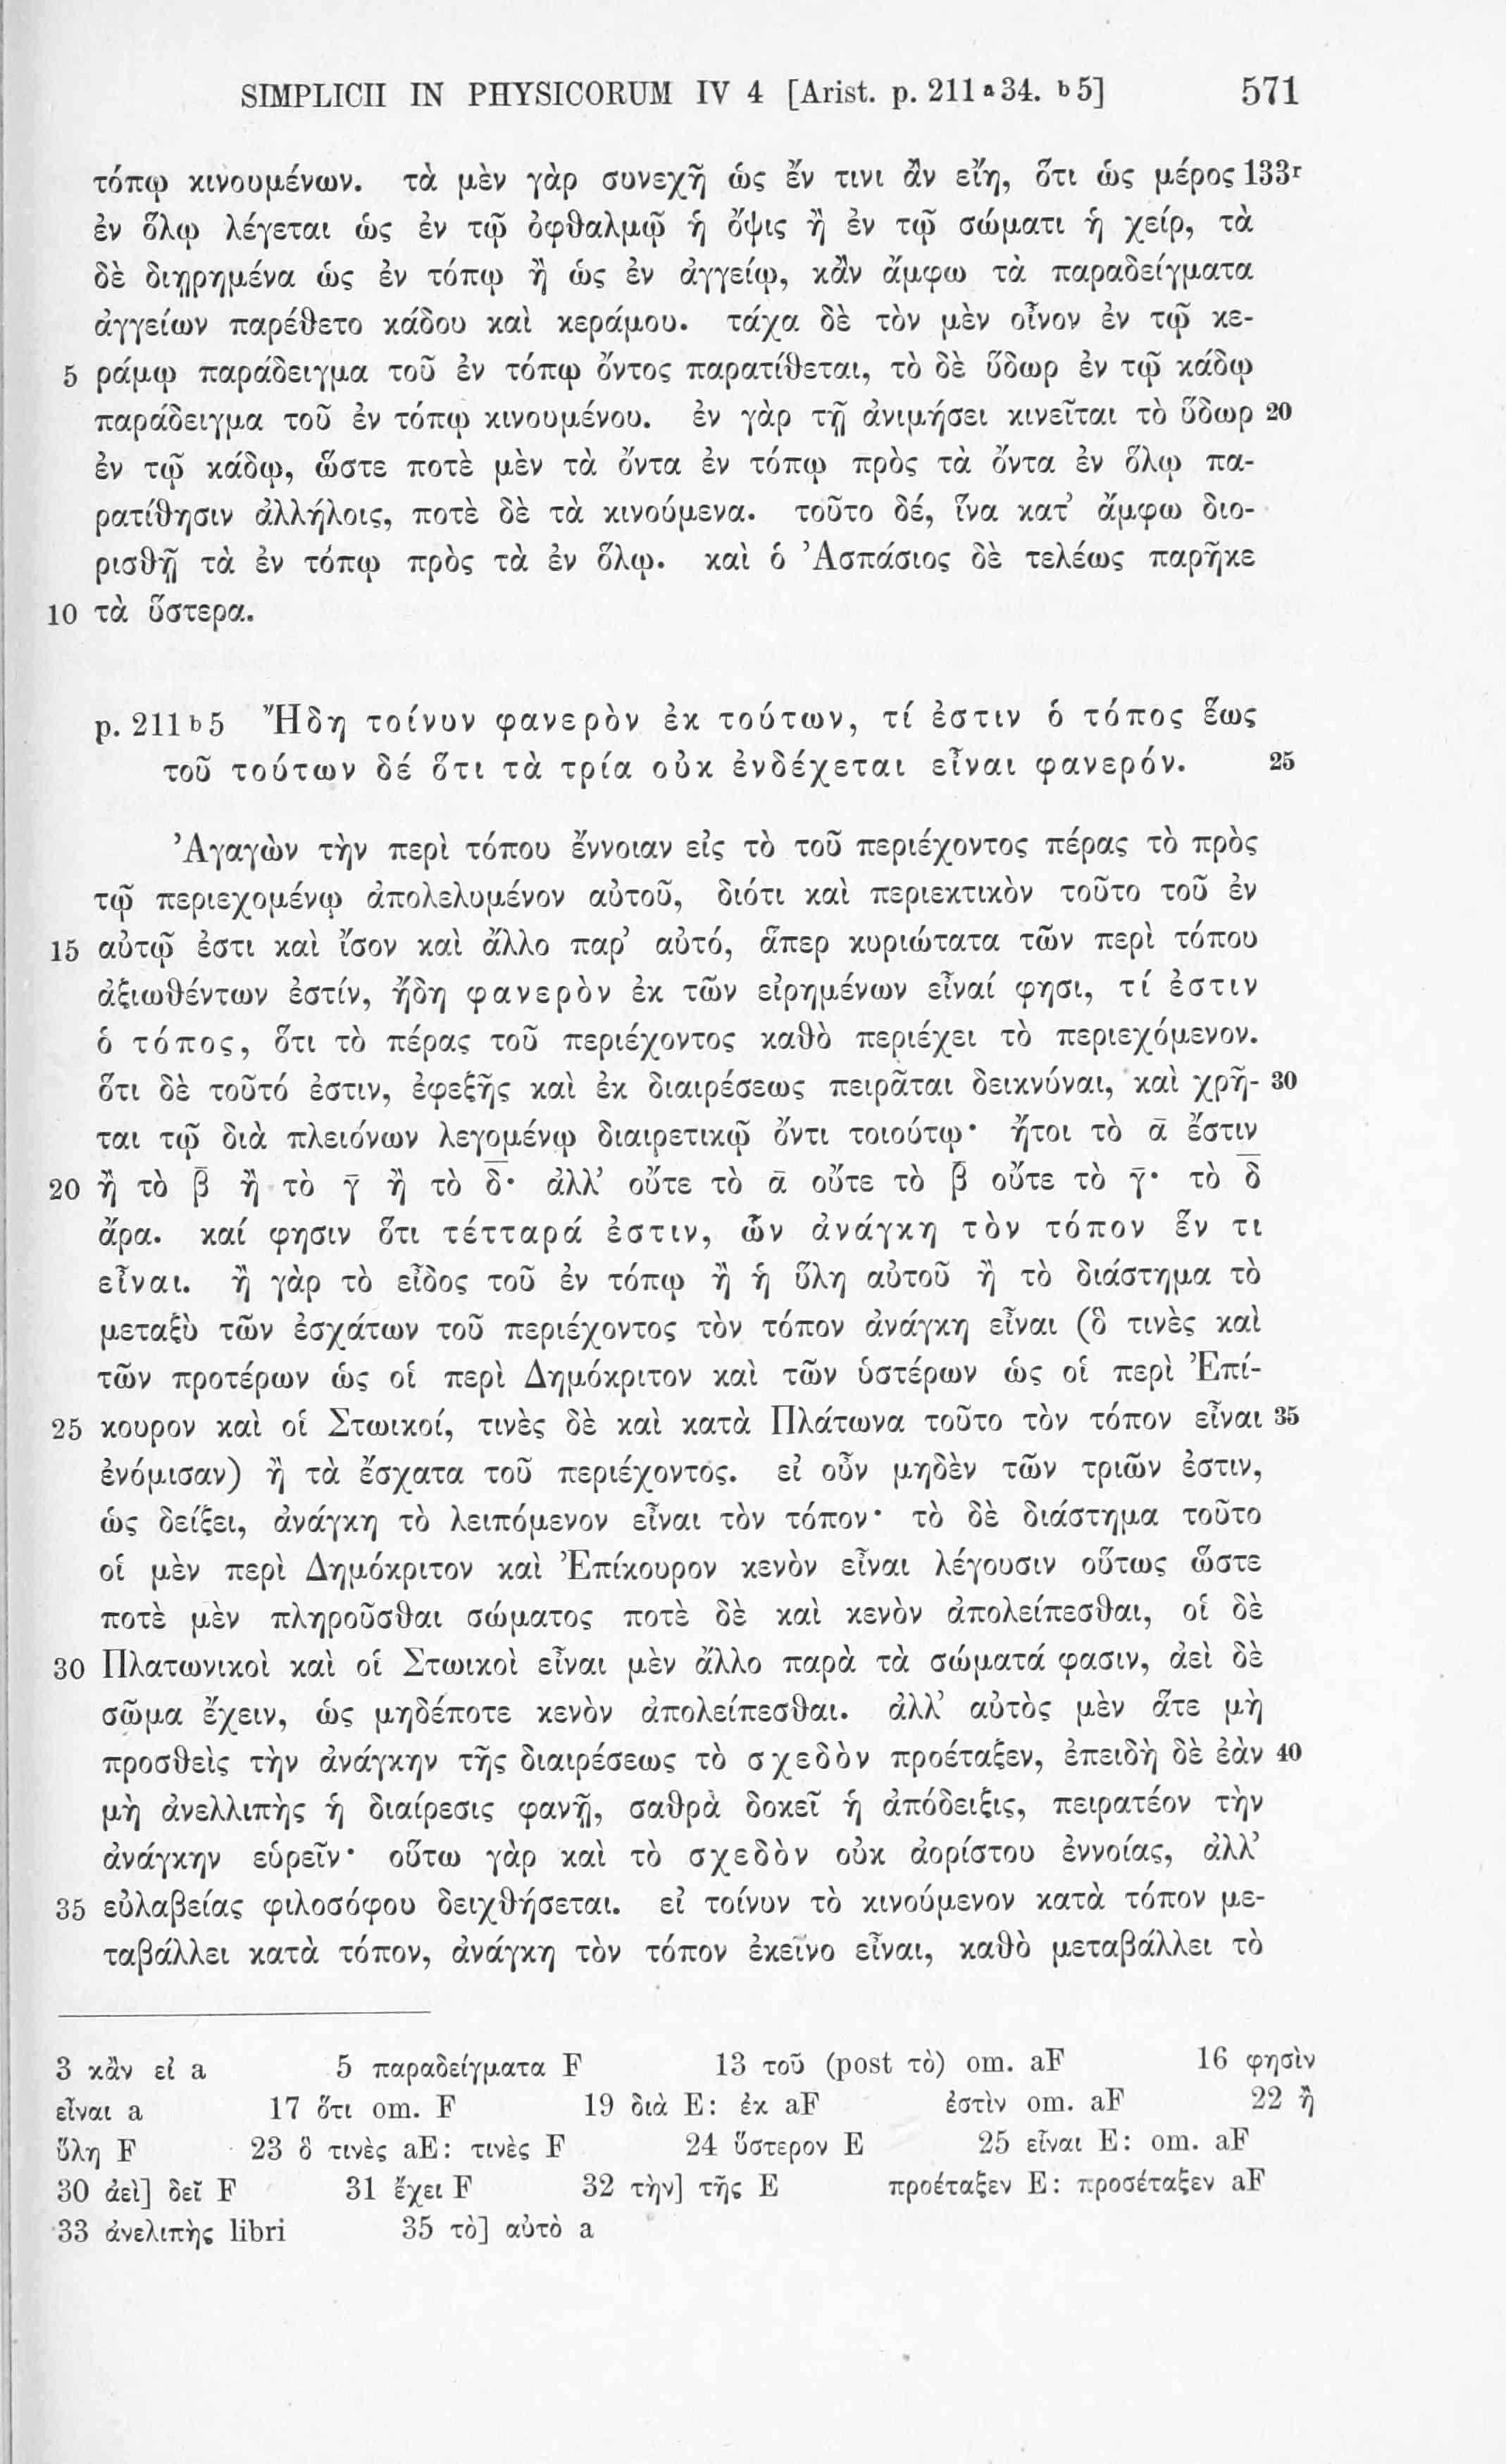 SIMPLICII IN PHYSICORUM IV 4 [Arist. p. 211 a 34. b 5] 571
τόπῳ κινουμένων. τὰ μὲν γὰρ συνεχῆ ὡς ἔν τινι ἂν εἴη, ὅτι ὡς μέρος 133r
ἐν ὅλῳ λέγεται ὡς ἐν τῷ ὀφθαλμῷ ἡ ὄψις ἢ ἐν τῷ σώματι ἡ χείρ, τὰ
δὲ διῃρημένα ὡς ἐν τόπῳ ἢ ὡς ἐν ἀγγείῳ, κἂν ἄμφω τὰ παραδείγματα
ἀγγείων παρέθετο κάδου καὶ κεράμου. τάχα δὲ τὸν μὲν οἶνον ἐν τῷ κε-
5 ράμῳ παράδειγμα τοῦ ἐν τόπῳ ὄντος παρατίθεται, τὸ δὲ ὕδωρ ἐν τῷ κάδῳ
παράδειγμα τοῦ ἐν τόπῳ κινουμένου. ἐν γὰρ τῇ ἀνιμήσει κινεῖται τὸ ὕδωρ 20
ἐν τῷ κάδῳ, ὥστε ποτὲ μὲν τὰ ὄντα ἐν τόπῳ πρὸς τὰ ὄντα ἐν ὅλῳ πα-
ρατίθησιν ἀλλήλοις, ποτὲ δὲ τὰ κινούμενα. τοῦτο δέ, ἵνα κατ' ἄμφω διο-
ρισθῇ τὰ ἐν τόπῳ πρὸς τὰ ἐν ὅλῳ. καὶ ὁ Ἀσπάσιος δὲ τελέως παρῆκε
10 τὰ ὕστερα.
p. 211 b 5 Ἤδη τοίνυν φανερὸν ἐκ τούτων, τί ἐστιν ὁ τόπος ἕως
τοῦ τούτων δέ ὅτι τὰ τρία οὐκ ἐνδέχεται εἶναι φανερόν. 25
Ἀγαγὼν τὴν περὶ τόπου ἔννοιαν εἰς τὸ τοῦ περιέχοντος πέρας τὸ πρὸς
τῷ περιεχομένῳ ἀπολελυμένον αὐτοῦ, διότι καὶ περιεκτικὸν τοῦτο τοῦ ἐν
15 αὐτῷ ἐστι καὶ ἴσον καὶ ἄλλο παρ' αὐτό, ἅπερ κυριώτατα τῶν περὶ τόπου
ἀξιωθέντων ἐστίν, ἤδη φανερὸν ἐκ τῶν εἰρημένων εἶναί φησι, τί ἐστιν
ὁ τόπος, ὅτι τὸ πέρας τοῦ περιέχοντος καθὸ περιέχει τὸ περιεχόμενον.
ὅτι δὲ τοῦτό ἐστιν, ἐφεξῆς καὶ ἐκ διαιρέσεως πειρᾶται δεικνύναι, καὶ χρῆ- 30
ται τῷ διὰ πλειόνων λεγομένῳ διαιρετικῷ ὄντι τοιούτῳ· ἤτοι τὸ ᾱ ἔστιν
20 ἢ τὸ β̄ ἢ τὸ γ̄ ἢ τὸ δ̄· ἀλλ' οὔτε τὸ ᾱ οὔτε τὸ β̄ οὔτε τὸ γ̄· τὸ δ̄
ἄρα. καί φησιν ὅτι τέτταρά ἐστιν, ὧν ἀνάγκη τὸν τόπον ἕν τι
εἶναι. ἢ γὰρ τὸ εἶδος τοῦ ἐν τόπῳ ἢ ἡ ὕλη αὐτοῦ ἢ τὸ διάστημα τὸ
μεταξὺ τῶν ἐσχάτων τοῦ περιέχοντος τὸν τόπον ἀνάγκη εἶναι (ὅ τινὲς καὶ
τῶν προτέρων ὡς οἱ περὶ Δημόκριτον καὶ τῶν ὑστέρων ὡς οἱ περὶ Ἐπί-
25 κουρον καὶ οἱ Στωικοί, τινὲς δὲ καὶ κατὰ Πλάτωνα τοῦτο τὸν τόπον εἶναι 35
ἐνόμισαν) ἢ τὰ ἔσχατα τοῦ περιέχοντος. εἰ οὖν μηδὲν τῶν τριῶν ἐστιν,
ὡς δείξει, ἀνάγκη τὸ λειπόμενον εἶναι τὸν τόπον· τὸ δὲ διάστημα τοῦτο
οἱ μὲν περὶ Δημόκριτον καὶ Ἐπίκουρον κενὸν εἶναι λέγουσιν οὕτως ὥστε
ποτὲ μὲν πληροῦσθαι σώματος ποτὲ δὲ καὶ κενὸν ἀπολείπεσθαι, οἱ δὲ
30 Πλατωνικοὶ καὶ οἱ Στωικοὶ εἶναι μὲν ἄλλο παρὰ τὰ σώματά φασιν, ἀεὶ δὲ
σῶμα ἔχειν, ὡς μηδέποτε κενὸν ἀπολείπεσθαι. ἀλλ' αὐτὸς μὲν ἅτε μὴ
προσθεὶς τὴν ἀνάγκην τῆς διαιρέσεως τὸ σχεδὸν προέταξεν, ἐπειδὴ δὲ ἐὰν 40
μὴ ἀνελλιπὴς ἡ διαίρεσις φανῇ, σαθρὰ δοκεῖ ἡ ἀπόδειξις, πειρατέον τὴν
ἀνάγκην εὑρεῖν· οὕτω γὰρ καὶ τὸ σχεδὸν οὐκ ἀορίστου ἐννοίας, ἀλλ'
35 εὐλαβείας φιλοσόφου δειχθήσεται. εἰ τοίνυν τὸ κινούμενον κατὰ τόπον με-
ταβάλλει κατὰ τόπον, ἀνάγκη τὸν τόπον ἐκεῖνο εἶναι, καθὸ μεταβάλλει τὸ
3 κἂν εἰ a 5 παραδείγματα F 13 τοῦ (post τὸ) om. aF 16 φησὶν
εἶναι a 17 ὅτι om. F 19 διὰ E: ἐκ aF ἐστὶν om. aF 22 ἢ
ὕλη F 23 ὅ τινὲς aE: τινὲς F 24 ὕστερον E 25 εἶναι E: om. aF
30 ἀεὶ] δεῖ F 31 ἔχει F 32 τὴν] τῆς E προέταξεν E: προσέταξεν aF
33 ἀνελιπὴς libri 35 τὸ] αὐτὸ a